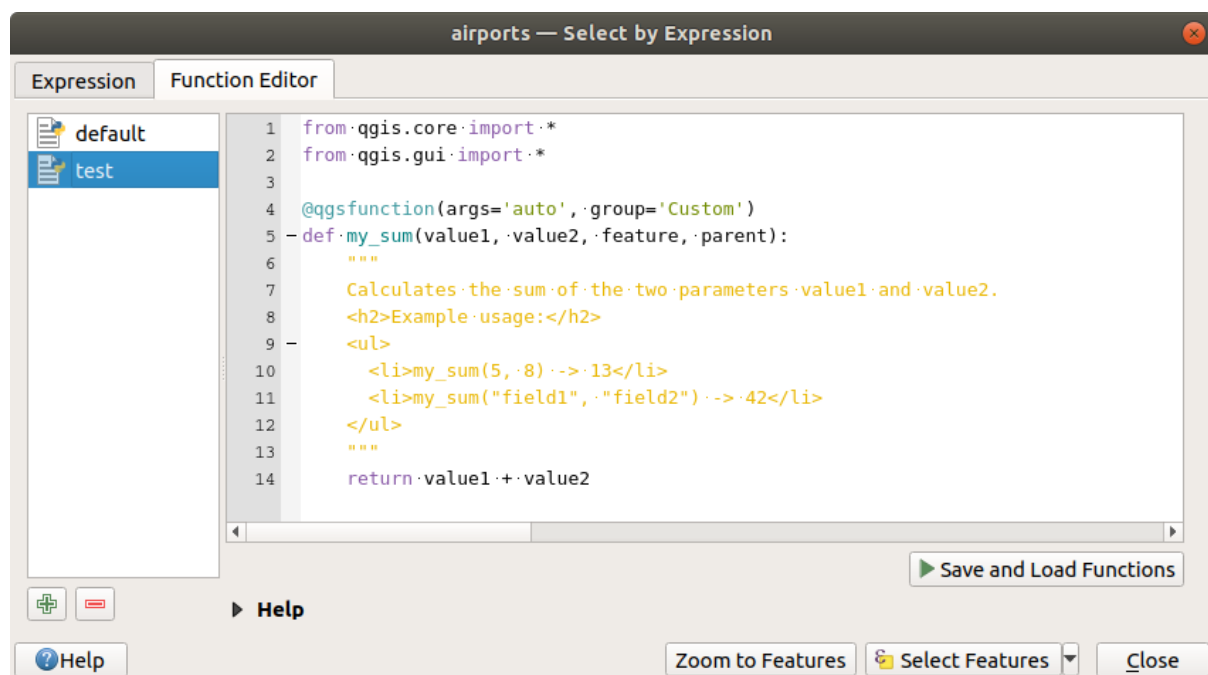 airports — Select by Expression
Expression Function Editor
default
test
1 from qgis.core import *
2 from qgis.gui import *
3
4 @qgsfunction(args='auto', group='Custom')
5 def my_sum(value1, value2, feature, parent):
6 """
7 Calculates the sum of the two parameters value1 and value2.
8 <h2>Example usage:</h2>
9 <ul>
10 <li>my_sum(5, 8) -> 13</li>
11 <li>my_sum("field1", "field2") -> 42</li>
12 </ul>
13 """
14 return value1 + value2
Save and Load Functions
Help
Help Zoom to Features Select Features Close